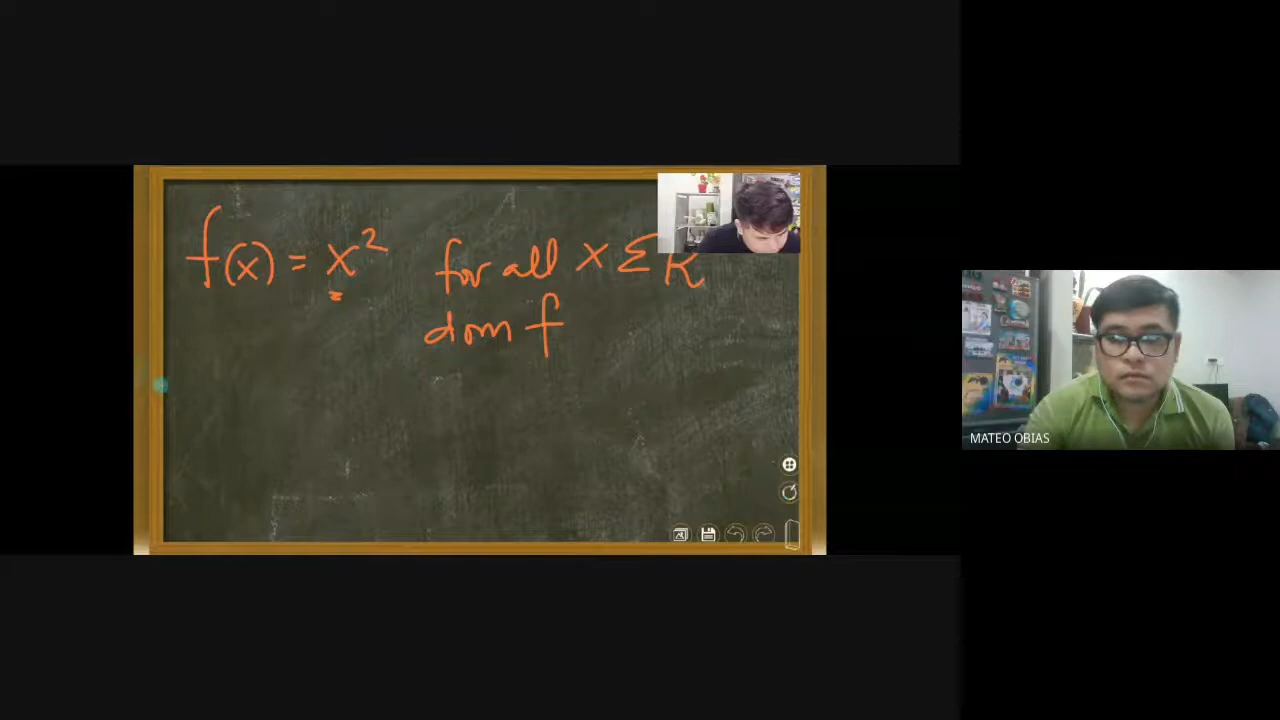 f(x) = x² for all x Σ R
dom f
MATEO OBIAS